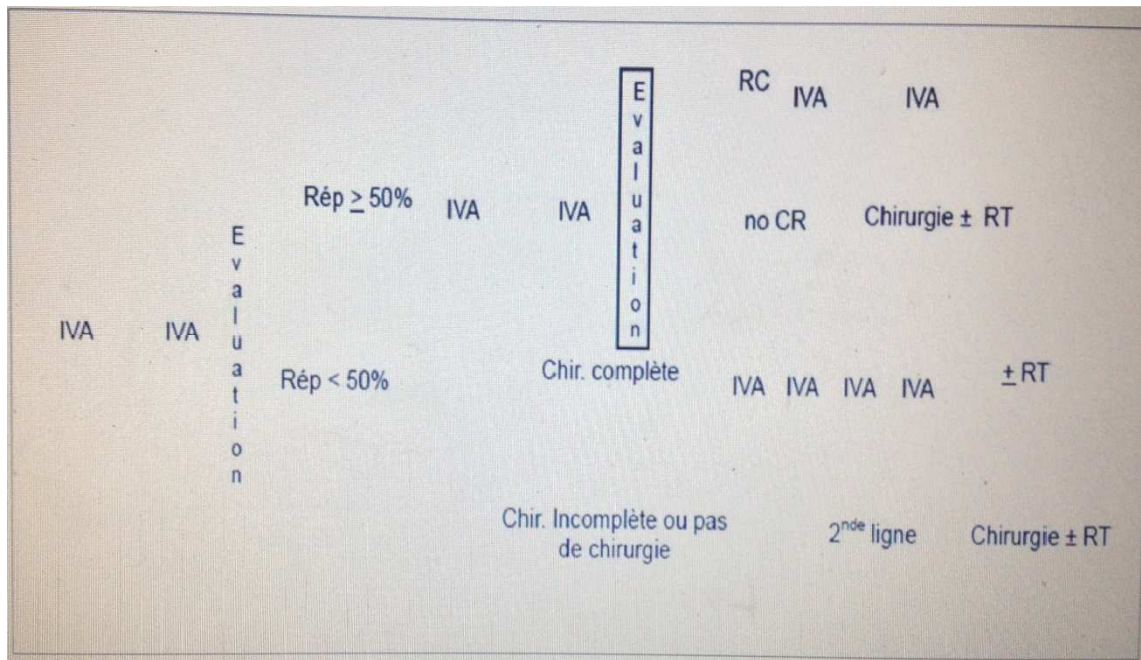 IVA IVA
Evaluation
Rép ≥ 50% IVA IVA
Evaluation
RC IVA IVA
no CR Chirurgie ± RT
Rép < 50%
Chir. complète IVA IVA IVA IVA ± RT
Chir. Incomplète ou pas
de chirurgie
2nde ligne Chirurgie ± RT